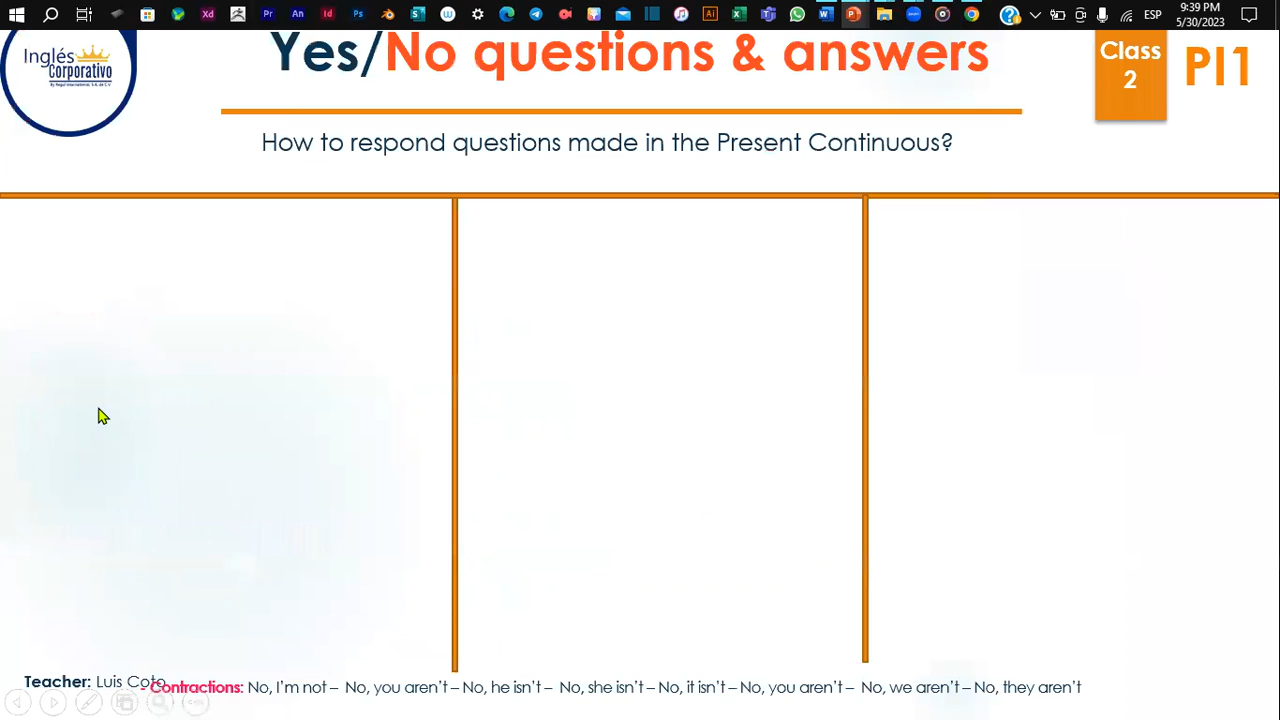 9:39 PM
ESP
5/30/2023
Inglés
Corporativo
Yes/No questions & answers
Class
2
PI1
How to respond questions made in the Present Continuous?
Teacher: Luis Coto
- Contractions: No, I'm not – No, you aren't – No, he isn't – No, she isn't – No, it isn't – No, you aren't – No, we aren't – No, they aren't